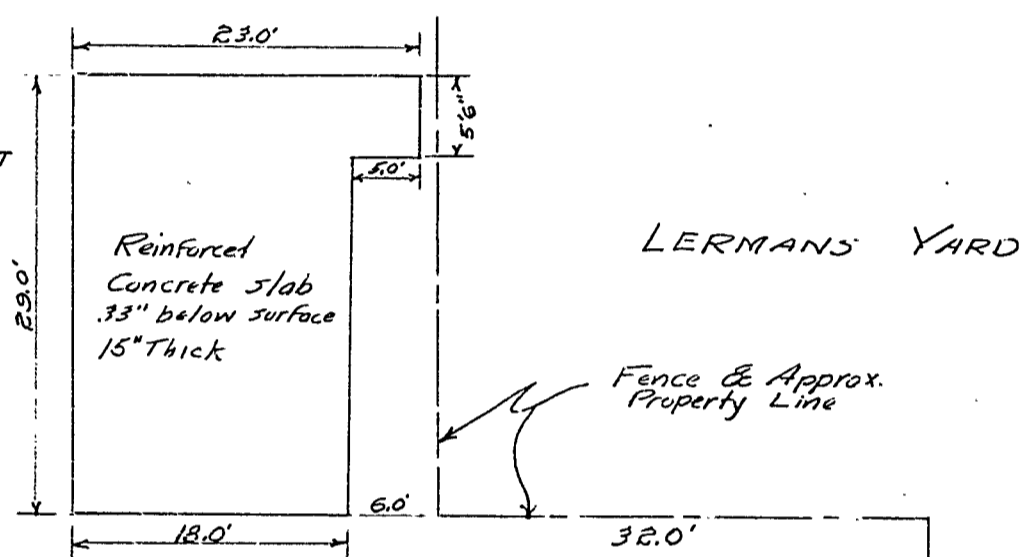 23.0'
5'6"
T
5.0'
LERMANS YARD
Reinforced
Concrete slab
.33" below surface
15" Thick
29.0'
Fence & Approx.
Property Line
6.0'
18.0'
32.0'